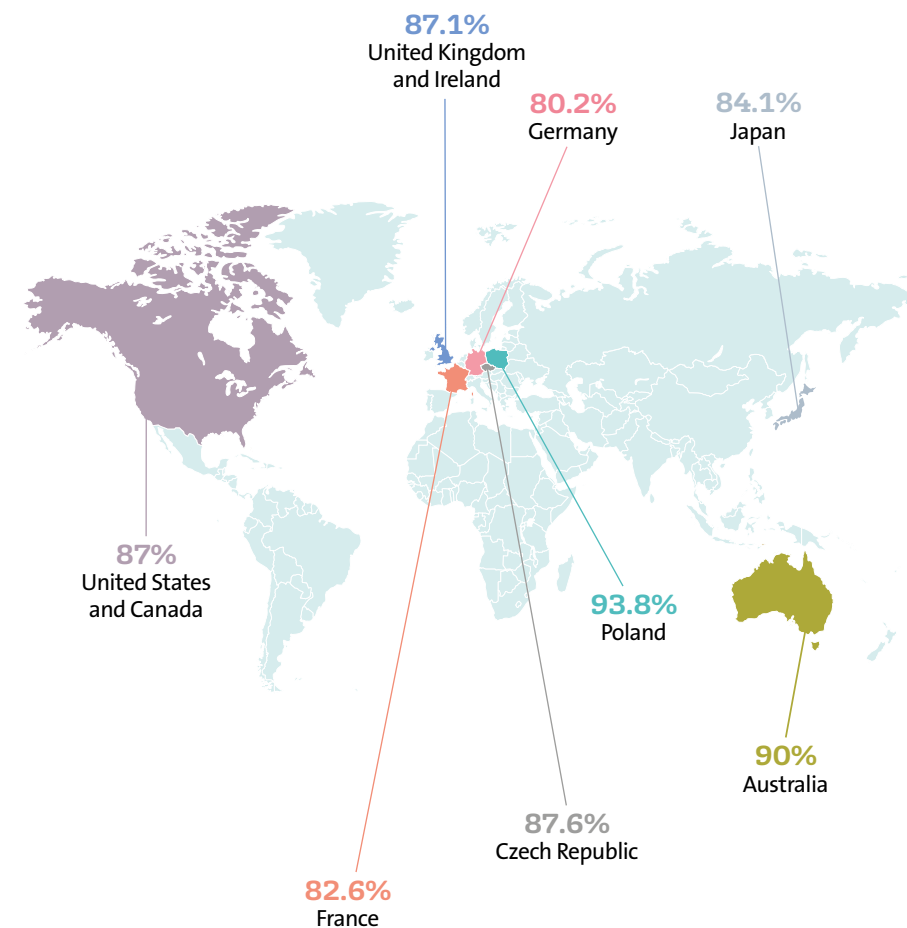 87.1%
United Kingdom
and Ireland
80.2%
Germany
84.1%
Japan
87%
United States
and Canada
93.8%
Poland
90%
Australia
87.6%
Czech Republic
82.6%
France